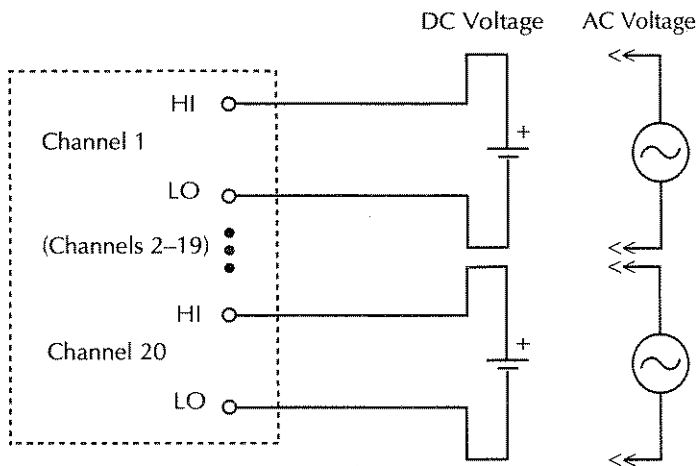 DC Voltage
AC Voltage
HI
Channel 1
+
LO
(Channels 2–19)
HI
Channel 20
+
LO